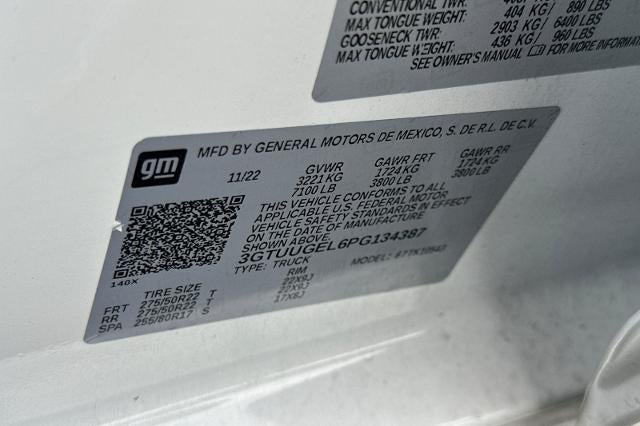 CONVENTIONAL TWR:
MAX TONGUE WEIGHT: 404 KG / 890 LBS
GOOSENECK TWR: 2903 KG / 6400 LBS
MAX TONGUE WEIGHT: 436 KG / 960 LBS
SEE OWNER'S MANUAL FOR MORE INFORMAT
gm
MFD BY GENERAL MOTORS DE MEXICO, S. DE R.L. DE C.V.
11/22 GVWR GAWR FRT GAWR RR
3221 KG 1724 KG 1724 KG
7100 LB 3800 LB 3800 LB
THIS VEHICLE CONFORMS TO ALL
APPLICABLE U.S. FEDERAL MOTOR
VEHICLE SAFETY STANDARDS IN EFFECT
ON THE DATE OF MANUFACTURE
SHOWN ABOVE.
3GTUUGEL6PG134387
TYPE: TRUCK MODEL:
140X
TIRE SIZE RIM
FRT 275/50R22 T 22X9J
RR 275/50R22 T 22X9J
SPA 255/80R17 S 17X8J